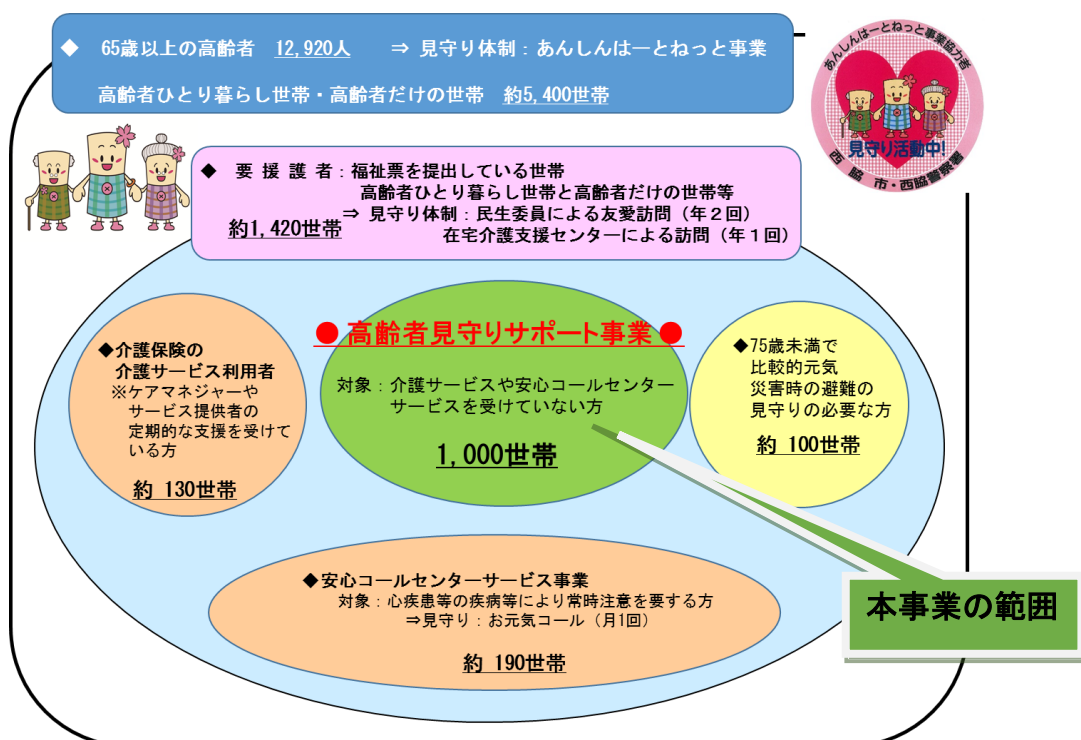 ◆ 65歳以上の高齢者 12,920人 ⇒ 見守り体制：あんしんはーとねっと事業
高齢者ひとり暮らし世帯・高齢者だけの世帯 約5,400世帯
あんしんはーとねっと事業協力者
見守り活動中!
西脇市・西脇警察署
◆ 要援護者：福祉票を提出している世帯
高齢者ひとり暮らし世帯と高齢者だけの世帯等
約1,420世帯 ⇒ 見守り体制：民生委員による友愛訪問（年２回）
在宅介護支援センターによる訪問（年１回）
◆介護保険の
介護サービス利用者
※ケアマネジャーや
サービス提供者の
定期的な支援を受けて
いる方
約 130世帯
●高齢者見守りサポート事業●
対象：介護サービスや安心コールセンター
サービスを受けていない方
1,000世帯
◆75歳未満で
比較的元気
災害時の避難の
見守りの必要な方
約 100世帯
◆安心コールセンターサービス事業
対象：心疾患等の疾病等により常時注意を要する方
⇒見守り：お元気コール（月1回）
約 190世帯
本事業の範囲